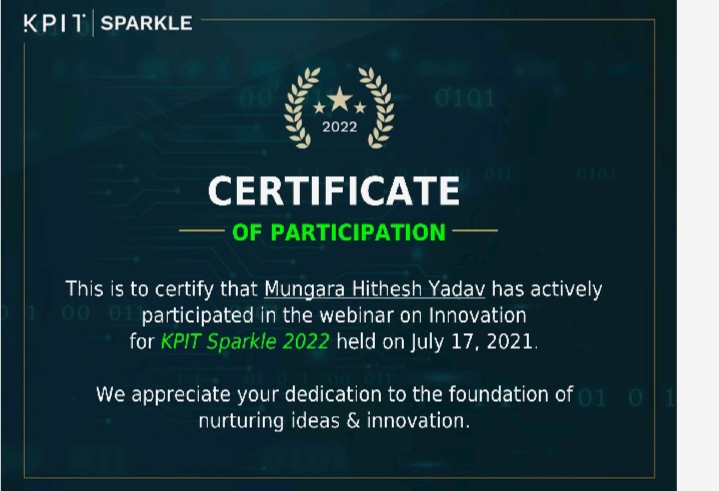 KPIT | SPARKLE
2022
CERTIFICATE
OF PARTICIPATION
This is to certify that Mungara Hithesh Yadav has actively
participated in the webinar on Innovation
for KPIT Sparkle 2022 held on July 17, 2021.
We appreciate your dedication to the foundation of
nurturing ideas & innovation.